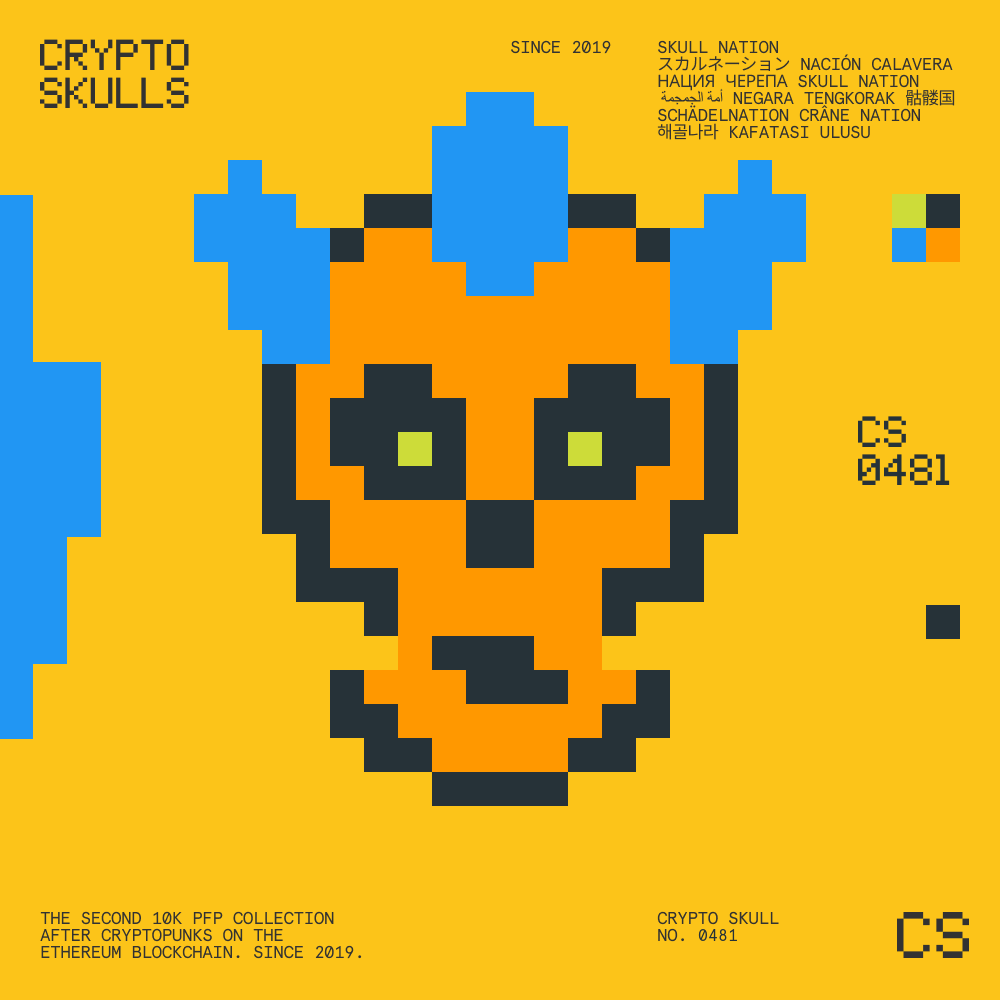 CRYPTO
SKULLS
SINCE 2019
SKULL NATION
スカルネーション NACIÓN CALAVERA
НАЦИЯ ЧЕРЕПА SKULL NATION
أمة الجمجمة NEGARA TENGKORAK 骷髅国
SCHÄDELNATION CRÂNE NATION
해골나라 KAFATASI ULUSU
CS
0481
THE SECOND 10K PFP COLLECTION
AFTER CRYPTOPUNKS ON THE
ETHEREUM BLOCKCHAIN. SINCE 2019.
CRYPTO SKULL
NO. 0481
CS